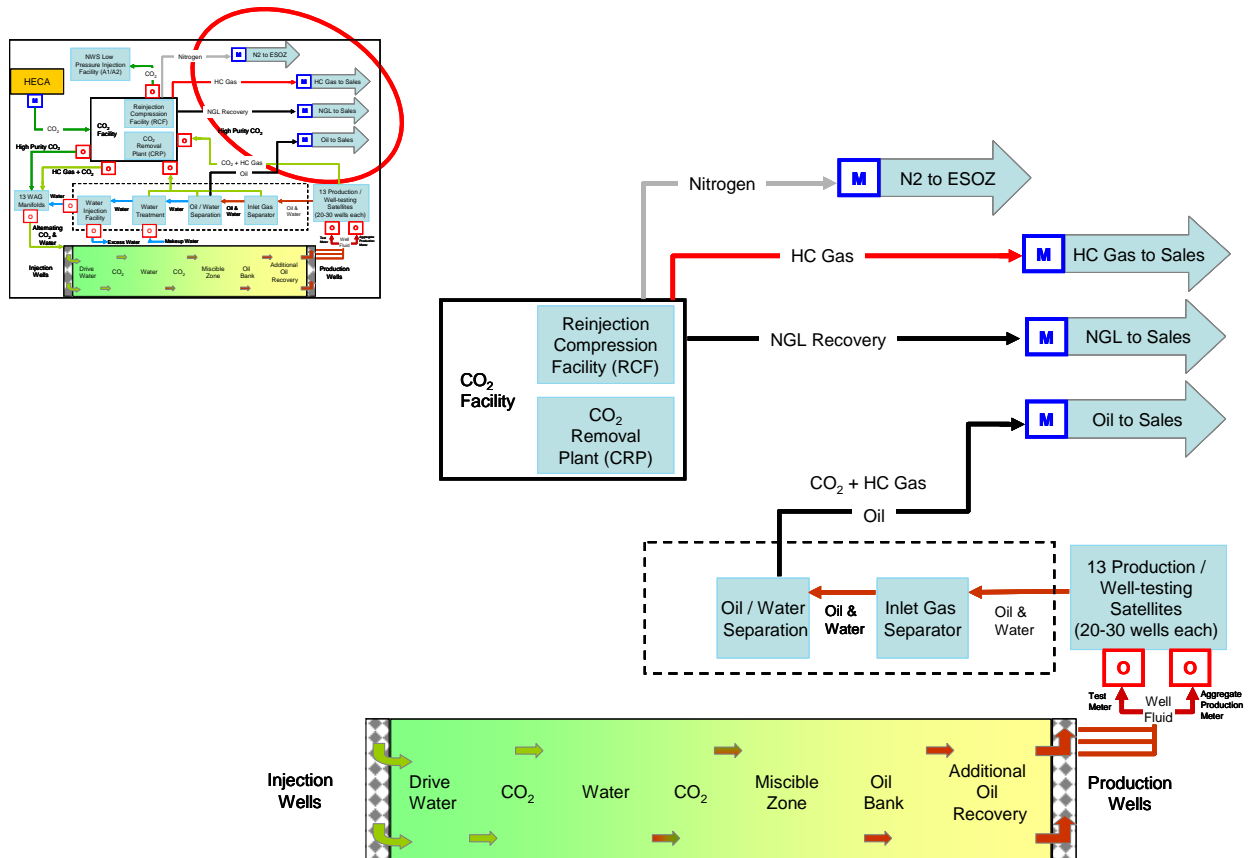 NWS Low
Pressure Injection
Facility (A1/A2)
HECA
M
CO2
O
Nitrogen
M
N2 to ESOZ
HC Gas
M
HC Gas to Sales
NGL Recovery
M
NGL to Sales
High Purity CO2
M
Oil to Sales
CO2
CO2
Facility
Reinjection
Compression
Facility (RCF)
CO2
Removal
Plant (CRP)
O
High Purity CO2
O
O
O
HC Gas + CO2
CO2 + HC Gas
Oil
13 WAG
Manifolds
Water
O
Water
Injection
Facility
Water
Water
Treatment
Water
Oil / Water
Separation
Oil &
Water
Inlet Gas
Separator
Oil
& Water
13 Production /
Well-testing
Satellites
(20-30 wells each)
O
Alternating
CO2 &
Water
O
Excess Water
O
Makeup Water
Test
Meter
O
O
Well
Fluid
Aggregate
Production
Meter
Injection
Wells
Drive
Water
CO2
Water
CO2
Miscible
Zone
Oil
Bank
Additional
Oil
Recovery
Production
Wells
Nitrogen
M
N2 to ESOZ
HC Gas
M
HC Gas to Sales
CO2
Facility
Reinjection
Compression
Facility (RCF)
NGL Recovery
M
NGL to Sales
CO2
Removal
Plant (CRP)
M
Oil to Sales
CO2 + HC Gas
Oil
Oil / Water
Separation
Oil &
Water
Inlet Gas
Separator
Oil &
Water
13 Production /
Well-testing
Satellites
(20-30 wells each)
O
O
Test
Meter
Well
Fluid
Aggregate
Production
Meter
Injection
Wells
Drive
Water
CO2
Water
CO2
Miscible
Zone
Oil
Bank
Additional
Oil
Recovery
Production
Wells